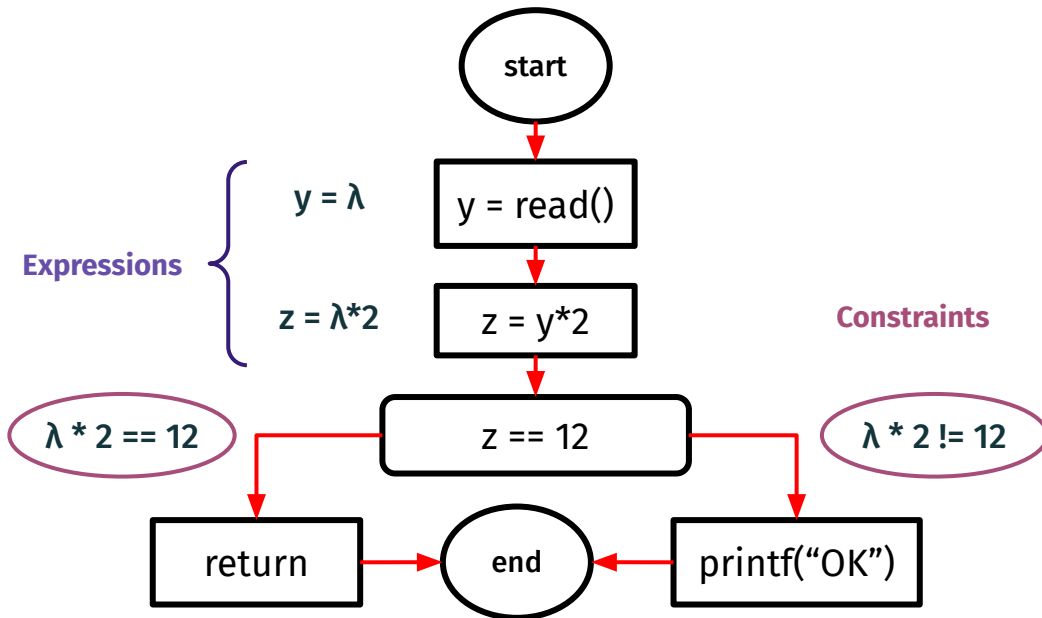 start
y = λ
y = read()
Expressions
z = λ*2
z = y*2
Constraints
λ * 2 == 12
z == 12
λ * 2 != 12
return
end
printf(“OK”)